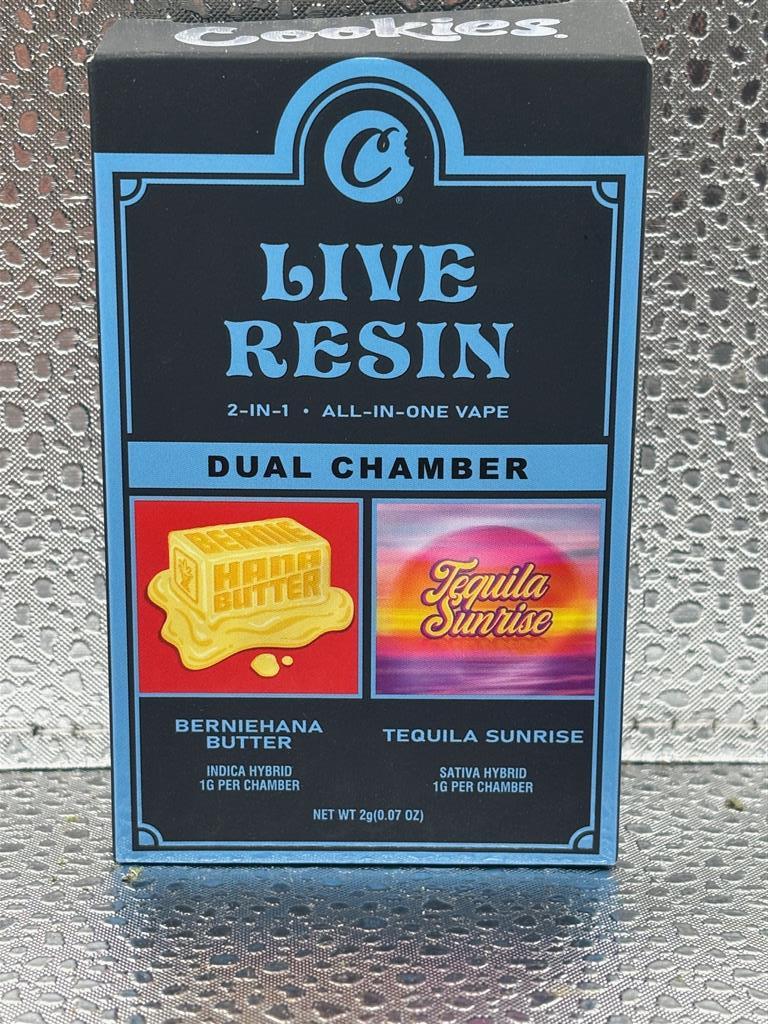 Cookies.
C
®
LIVE
RESIN
2-IN-1 • ALL-IN-ONE VAPE
DUAL CHAMBER
BERNIE
HANA
BUTTER
Tequila
Sunrise
BERNIEHANA
BUTTER
INDICA HYBRID
1G PER CHAMBER
TEQUILA SUNRISE
SATIVA HYBRID
1G PER CHAMBER
NET WT 2g(0.07 OZ)